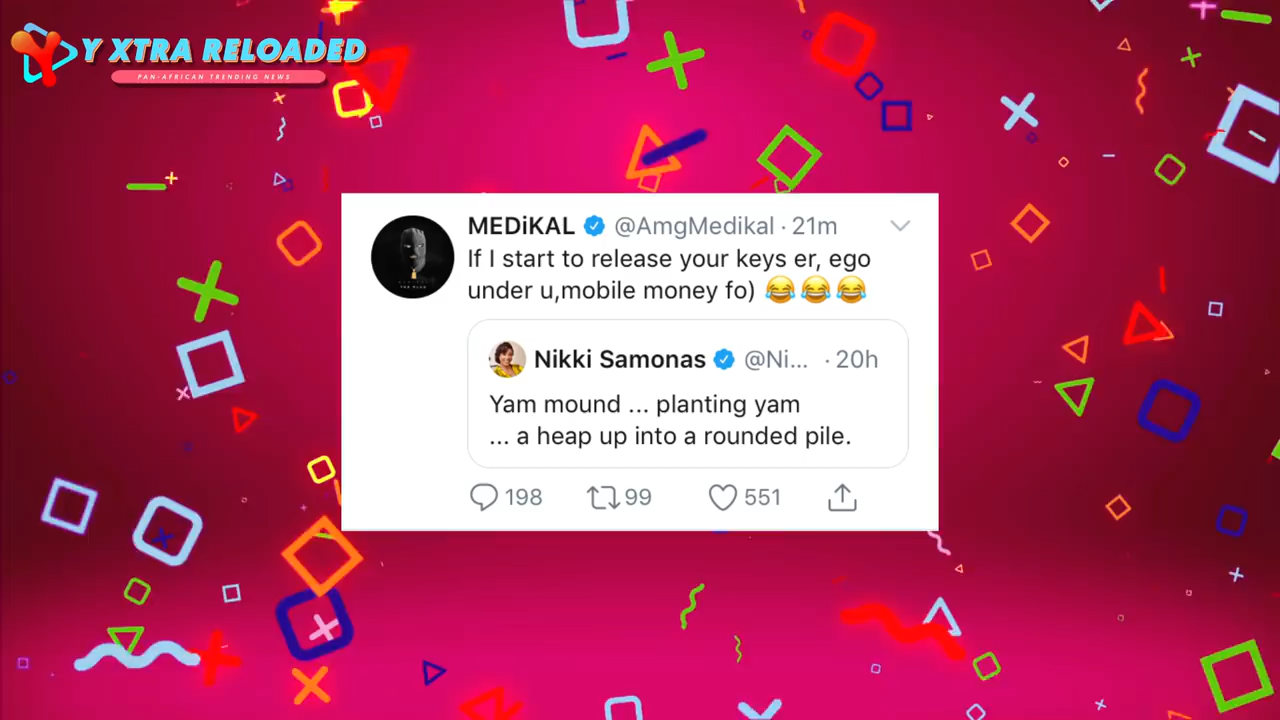 Y XTRA RELOADED
PAN-AFRICAN TRENDING NEWS
MEDiKAL @AmgMedikal · 21m
If I start to release your keys er, ego
under u,mobile money fo) 😂😂😂
Nikki Samonas @Ni... · 20h
Yam mound ... planting yam
... a heap up into a rounded pile.
198 99 551